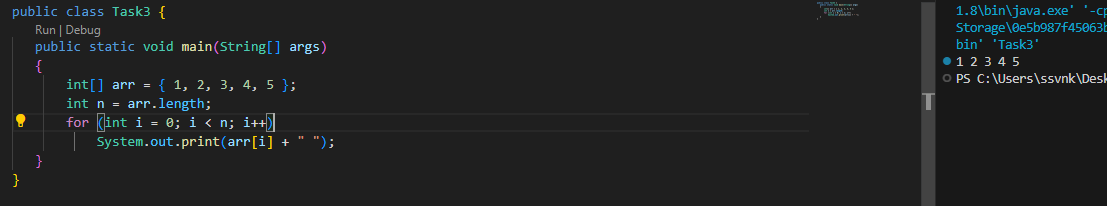 public class Task3 {
Run | Debug
public static void main(String[] args)
{
int[] arr = { 1, 2, 3, 4, 5 };
int n = arr.length;
for (int i = 0; i < n; i++)
System.out.print(arr[i] + " ");
}
}
1.8\bin\java.exe' '-cp
Storage\0e5b987f45063b
bin' 'Task3'
1 2 3 4 5
PS C:\Users\ssvnk\Desk